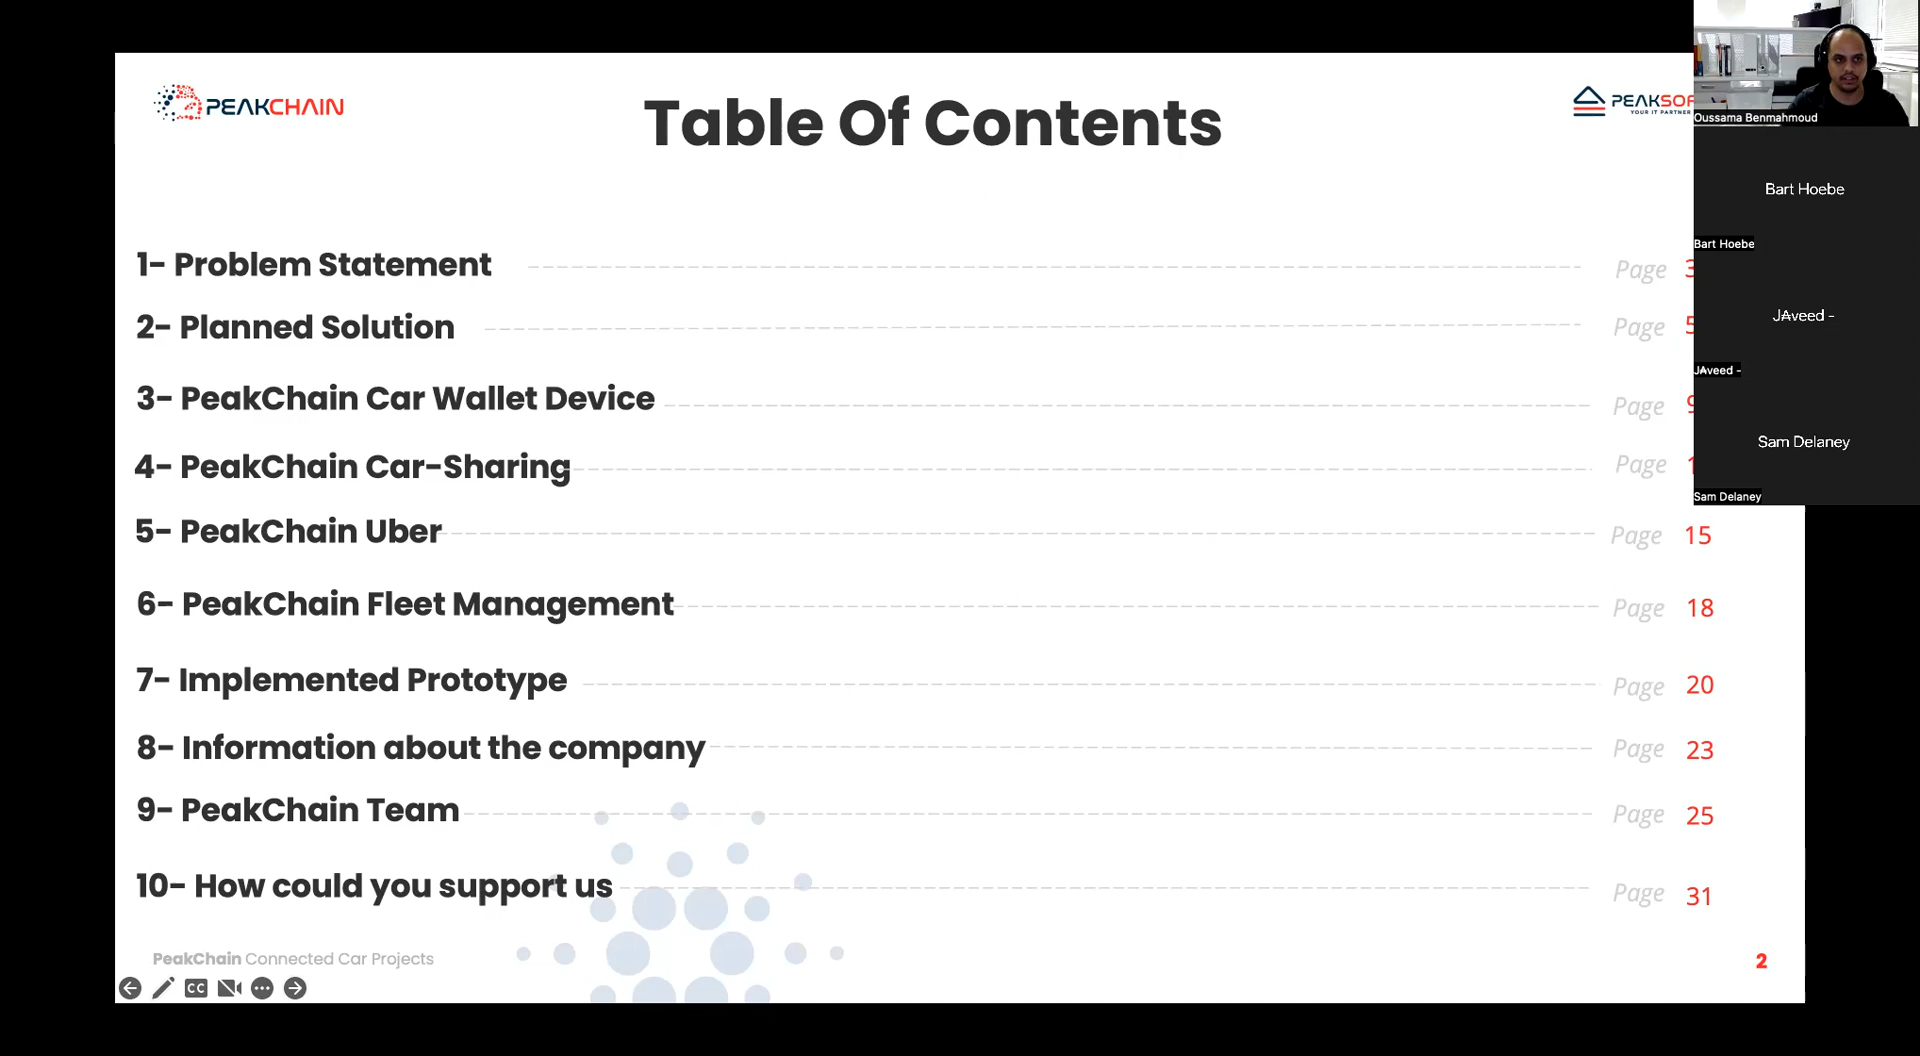 PEAKCHAIN
Table Of Contents
PEAKSOF
YOUR IT PARTNER
Oussama Benmahmoud
Bart Hoebe
Bart Hoebe
JAveed -
JAveed -
Sam Delaney
Sam Delaney
1- Problem Statement Page 3
2- Planned Solution Page 5
3- PeakChain Car Wallet Device Page 9
4- PeakChain Car-Sharing Page 1
5- PeakChain Uber Page 15
6- PeakChain Fleet Management Page 18
7- Implemented Prototype Page 20
8- Information about the company Page 23
9- PeakChain Team Page 25
10- How could you support us Page 31
PeakChain Connected Car Projects
2
CC